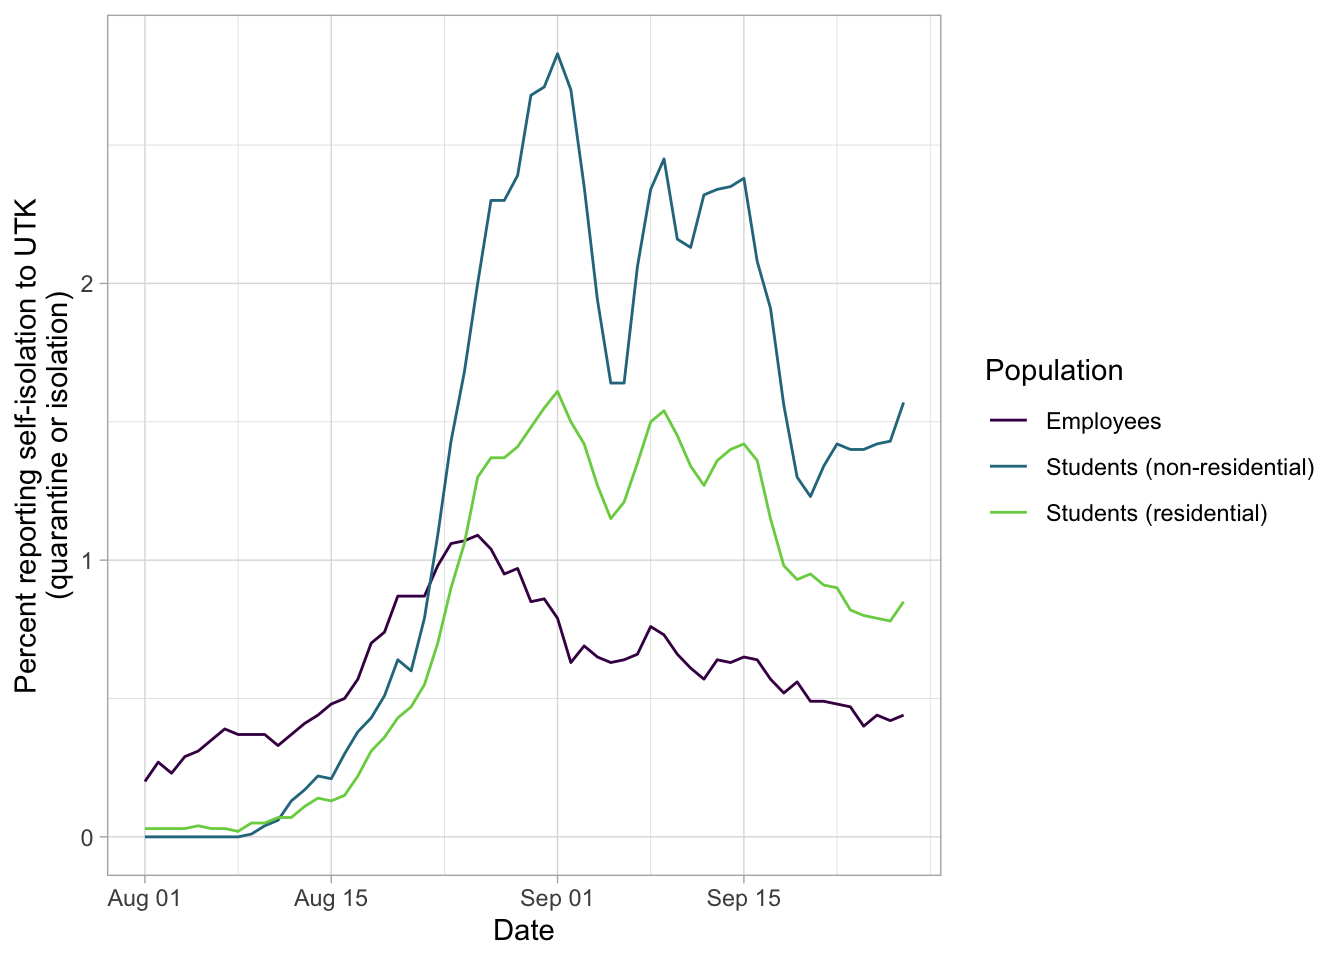 Percent reporting self-isolation to UTK
(quarantine or isolation)
2
1
0
Aug 01
Aug 15
Sep 01
Sep 15
Date
Population
Employees
Students (non-residential)
Students (residential)